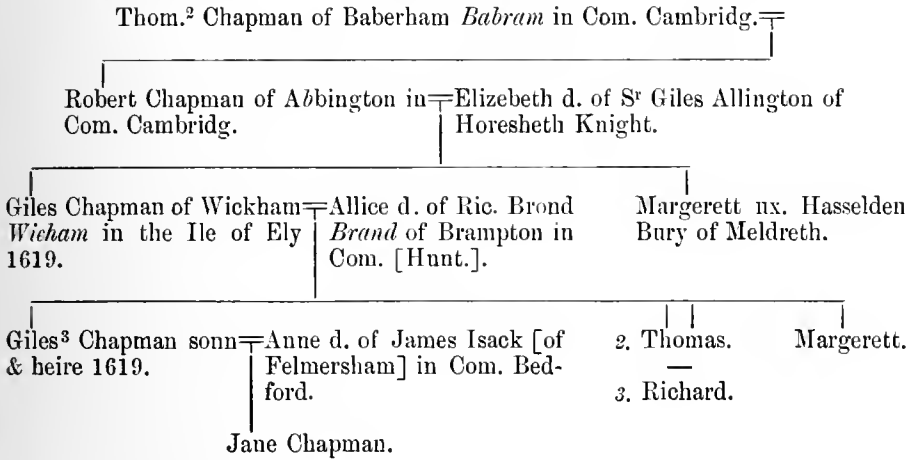 Thom.² Chapman of Baberham Babram in Com. Cambridg.
Robert Chapman of Abbington in
Com. Cambridg.
Elizebeth d. of Sʳ Giles Allington of
Horesheth Knight.
Giles Chapman of Wickham
Wicham in the Ile of Ely
1619.
Allice d. of Ric. Brond
Brand of Brampton in
Com. [Hunt.].
Margerett ux. Hasselden
Bury of Meldreth.
Giles³ Chapman sonn
& heire 1619.
Anne d. of James Isack [of
Felmersham] in Com. Bed-
ford.
2. Thomas.
—
3. Richard.
Margerett.
Jane Chapman.